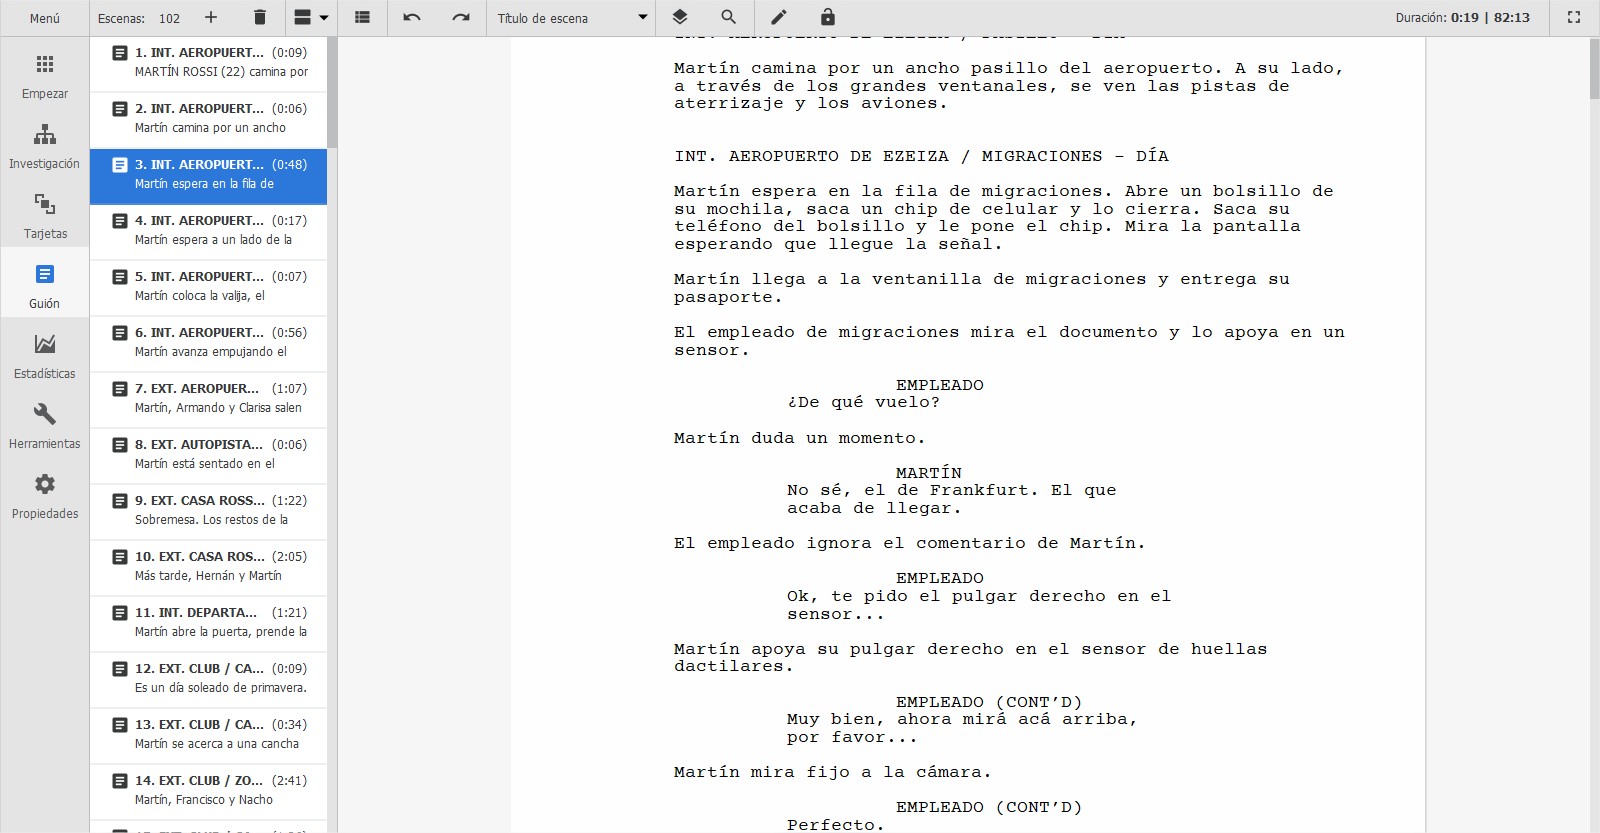 Menú
Escenas: 102
Título de escena
Duración: 0:19 | 82:13
Empezar
Investigación
Tarjetas
Guión
Estadísticas
Herramientas
Propiedades
1. INT. AEROPUERT... (0:09)
MARTÍN ROSSI (22) camina por
2. INT. AEROPUERT... (0:06)
Martín camina por un ancho
3. INT. AEROPUERT... (0:48)
Martín espera en la fila de
4. INT. AEROPUERT... (0:17)
Martín espera a un lado de la
5. INT. AEROPUERT... (0:07)
Martín coloca la valija, el
6. INT. AEROPUERT... (0:56)
Martín avanza empujando el
7. EXT. AEROPUER... (1:07)
Martín, Armando y Clarisa salen
8. EXT. AUTOPISTA... (0:06)
Martín está sentado en el
9. EXT. CASA ROSS... (1:22)
Sobremesa. Los restos de la
10. EXT. CASA ROS... (2:05)
Más tarde, Hernán y Martín
11. INT. DEPARTA... (1:21)
Martín abre la puerta, prende la
12. EXT. CLUB / CA... (0:09)
Es un día soleado de primavera.
13. EXT. CLUB / CA... (0:34)
Martín se acerca a una cancha
14. EXT. CLUB / ZO... (2:41)
Martín, Francisco y Nacho
Martín camina por un ancho pasillo del aeropuerto. A su lado,
a través de los grandes ventanales, se ven las pistas de
aterrizaje y los aviones.
INT. AEROPUERTO DE EZEIZA / MIGRACIONES - DÍA
Martín espera en la fila de migraciones. Abre un bolsillo de
su mochila, saca un chip de celular y lo cierra. Saca su
teléfono del bolsillo y le pone el chip. Mira la pantalla
esperando que llegue la señal.
Martín llega a la ventanilla de migraciones y entrega su
pasaporte.
El empleado de migraciones mira el documento y lo apoya en un
sensor.
EMPLEADO
¿De qué vuelo?
Martín duda un momento.
MARTÍN
No sé, el de Frankfurt. El que
acaba de llegar.
El empleado ignora el comentario de Martín.
EMPLEADO
Ok, te pido el pulgar derecho en el
sensor...
Martín apoya su pulgar derecho en el sensor de huellas
dactilares.
EMPLEADO (CONT'D)
Muy bien, ahora mirá acá arriba,
por favor...
Martín mira fijo a la cámara.
EMPLEADO (CONT'D)
Perfecto.